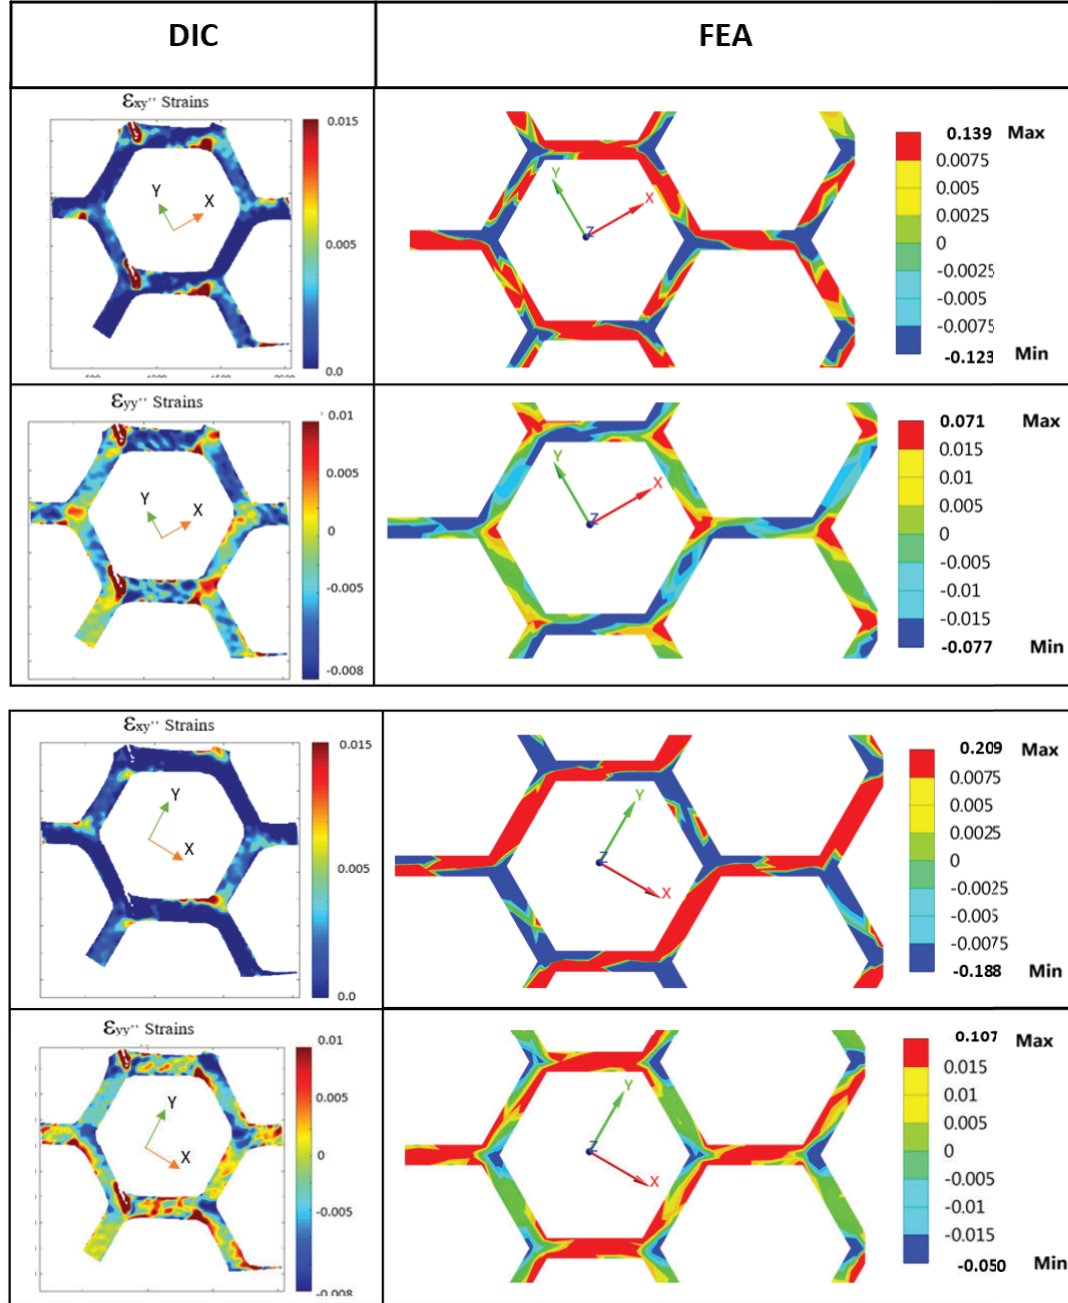 DIC FEA
εxy'' Strains
0.015
0.005
0.0
Y X
Y X Z
0.139 Max
0.0075
0.005
0.0025
0
-0.0025
-0.005
-0.0075
-0.123 Min
εyy'' Strains
0.01
0.005
0
-0.005
-0.008
Y X
Y X Z
0.071 Max
0.015
0.01
0.005
0
-0.005
-0.01
-0.015
-0.077 Min
εxy'' Strains
0.015
0.005
0.0
Y X
Y Z X
0.209 Max
0.0075
0.005
0.0025
0
-0.0025
-0.005
-0.0075
-0.188 Min
εyy'' Strains
0.01
0.005
0
-0.005
-0.008
Y X
Y Z X
0.107 Max
0.015
0.01
0.005
0
-0.005
-0.01
-0.015
-0.050 Min